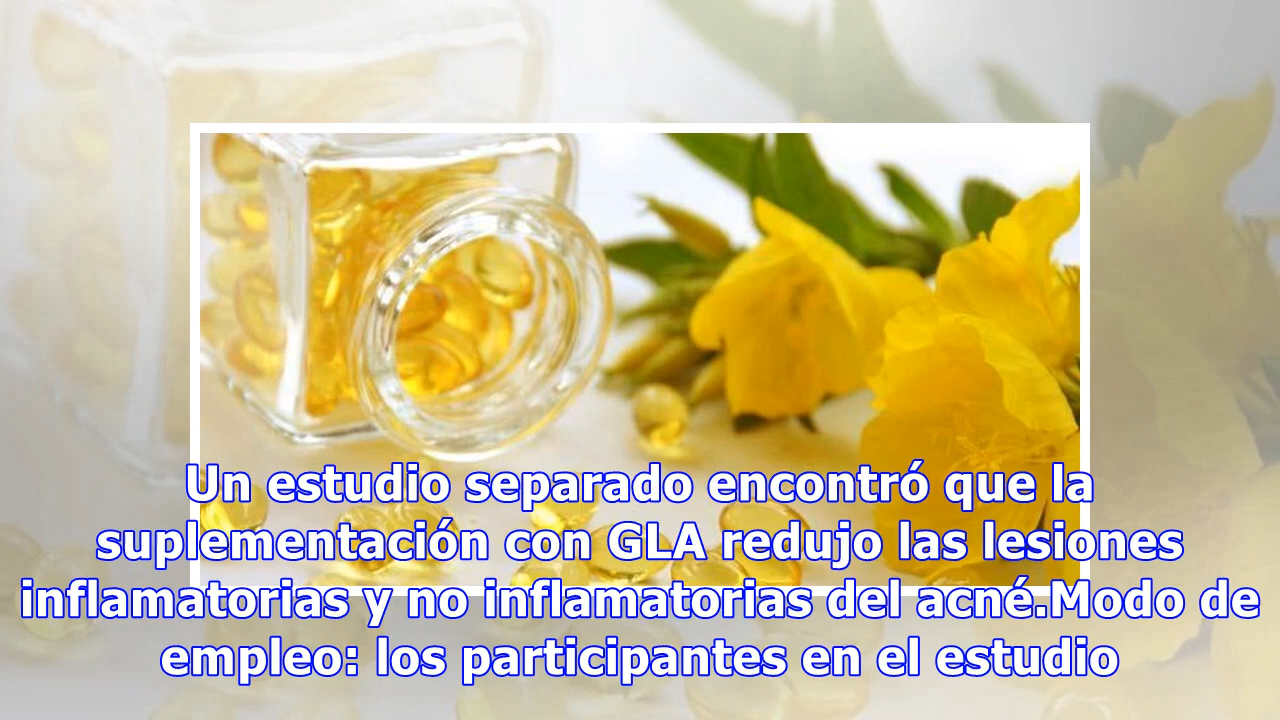 Un estudio separado encontró que la
suplementación con GLA redujo las lesiones
inflamatorias y no inflamatorias del acné.Modo de
empleo: los participantes en el estudio